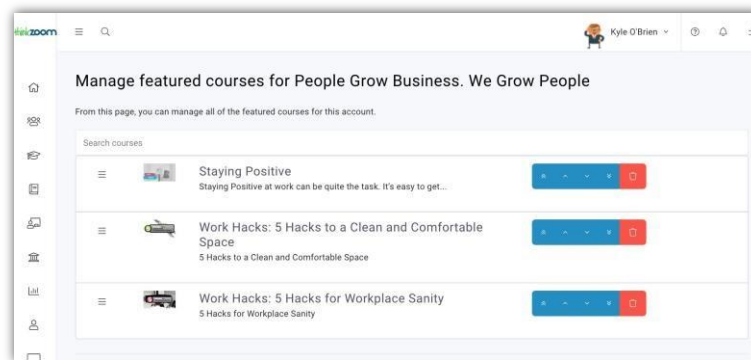 thinkzoom
Kyle O'Brien
Manage featured courses for People Grow Business. We Grow People
From this page, you can manage all of the featured courses for this account.
Search courses
Staying Positive
Staying Positive at work can be quite the task. It's easy to get...
Work Hacks: 5 Hacks to a Clean and Comfortable
Space
5 Hacks to a Clean and Comfortable Space
Work Hacks: 5 Hacks for Workplace Sanity
5 Hacks for Workplace Sanity